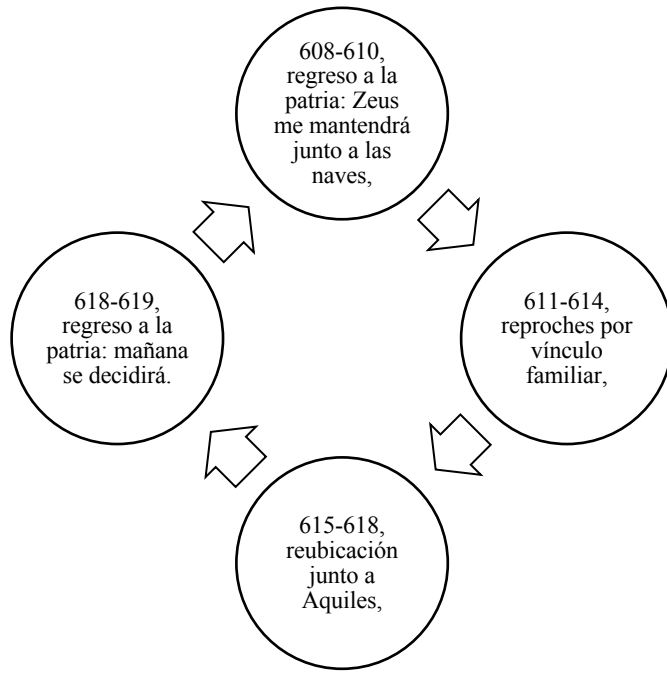 608-610,
regreso a la
patria: Zeus
me mantendrá
junto a las
naves,
611-614,
reproches por
vínculo
familiar,
615-618,
reubicación
junto a
Aquiles,
618-619,
regreso a la
patria: mañana
se decidirá.